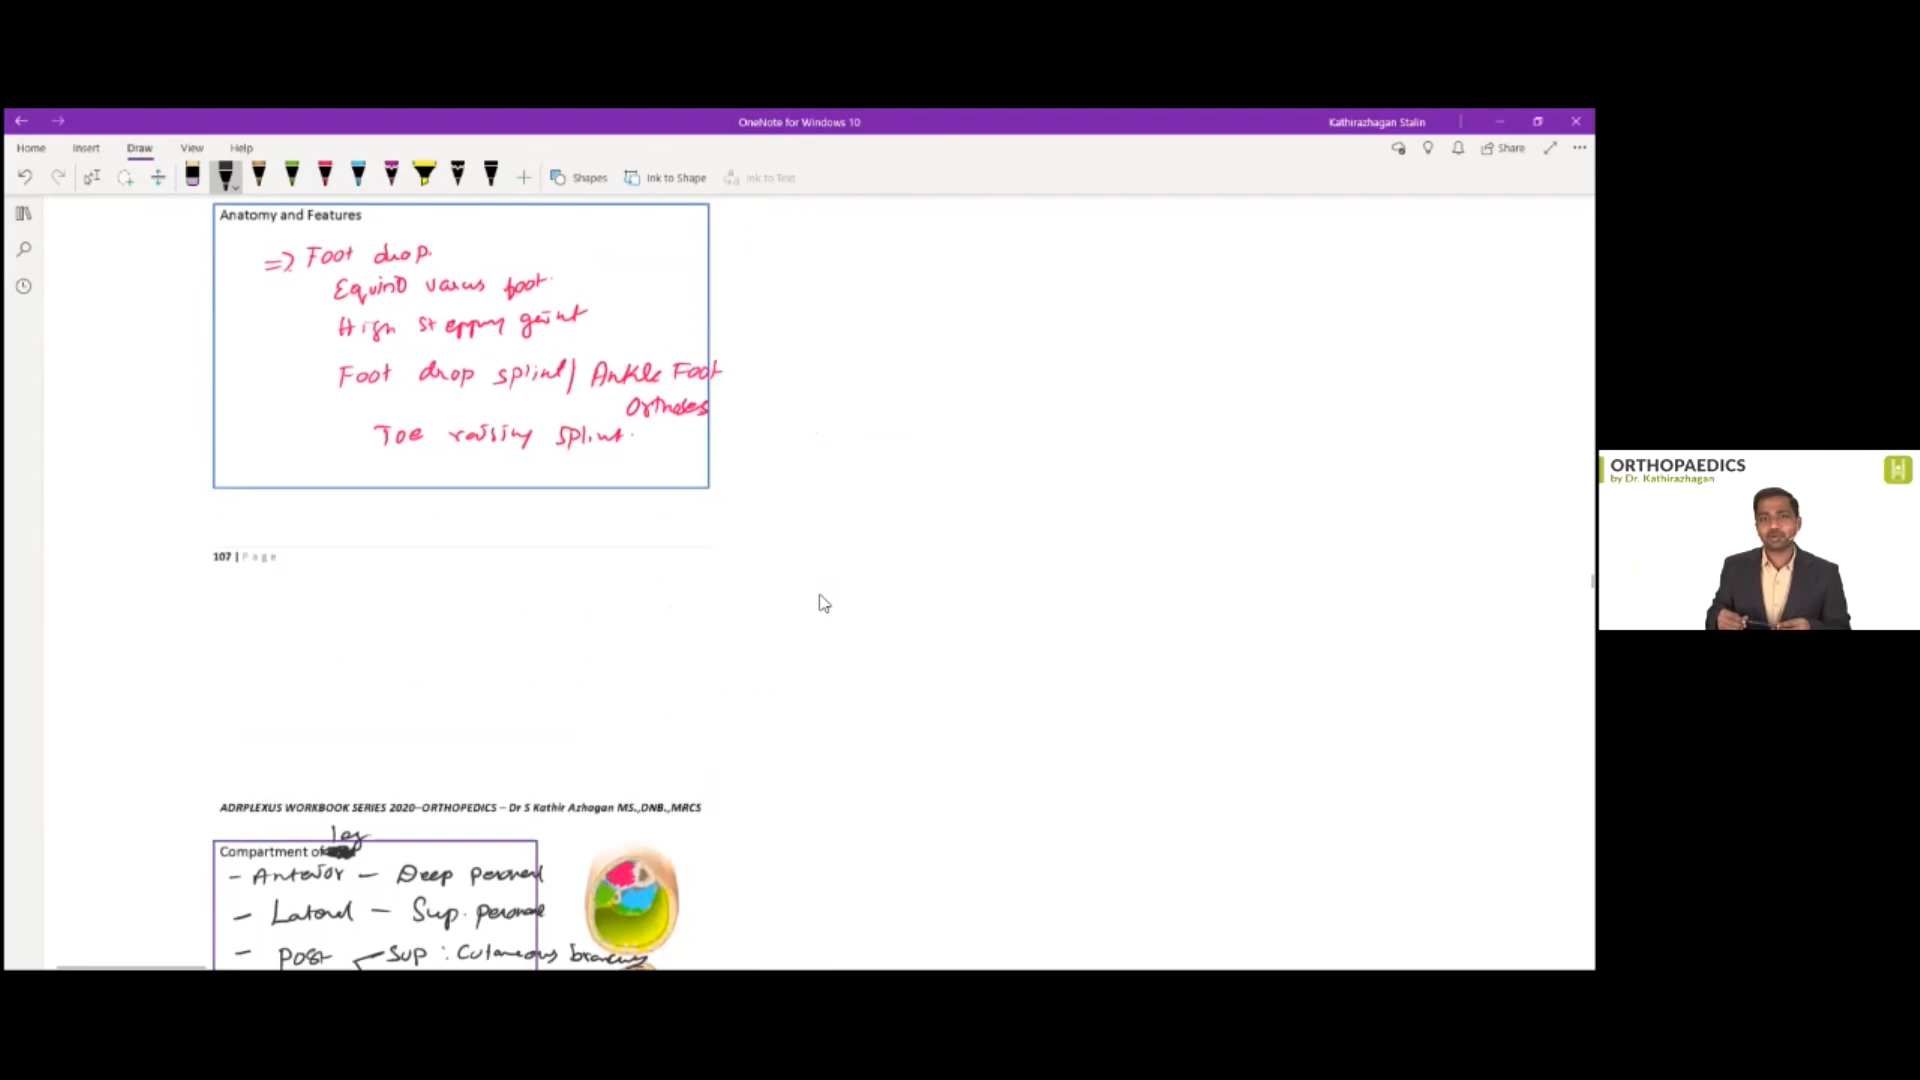 OneNote for Windows 10
Kathirazhagan Stalin
Home Insert Draw View Help
Share
Shapes
Ink to Shape
Ink to Text
Anatomy and Features
=> Foot drop.
Equino varus foot.
High stepping gait
Foot drop splint / Ankle Foot
Orthoses
Toe raising splint.
107 | Page
ORTHOPAEDICS
by Dr. Kathirazhagan
ADRPLEXUS WORKBOOK SERIES 2020–ORTHOPEDICS – Dr S Kathir Azhagan MS.,DNB.,MRCS
leg
Compartment of
- Anterior - Deep peroneal
- Lateral - Sup. peroneal
- Post - Sup : Cutaneous branches